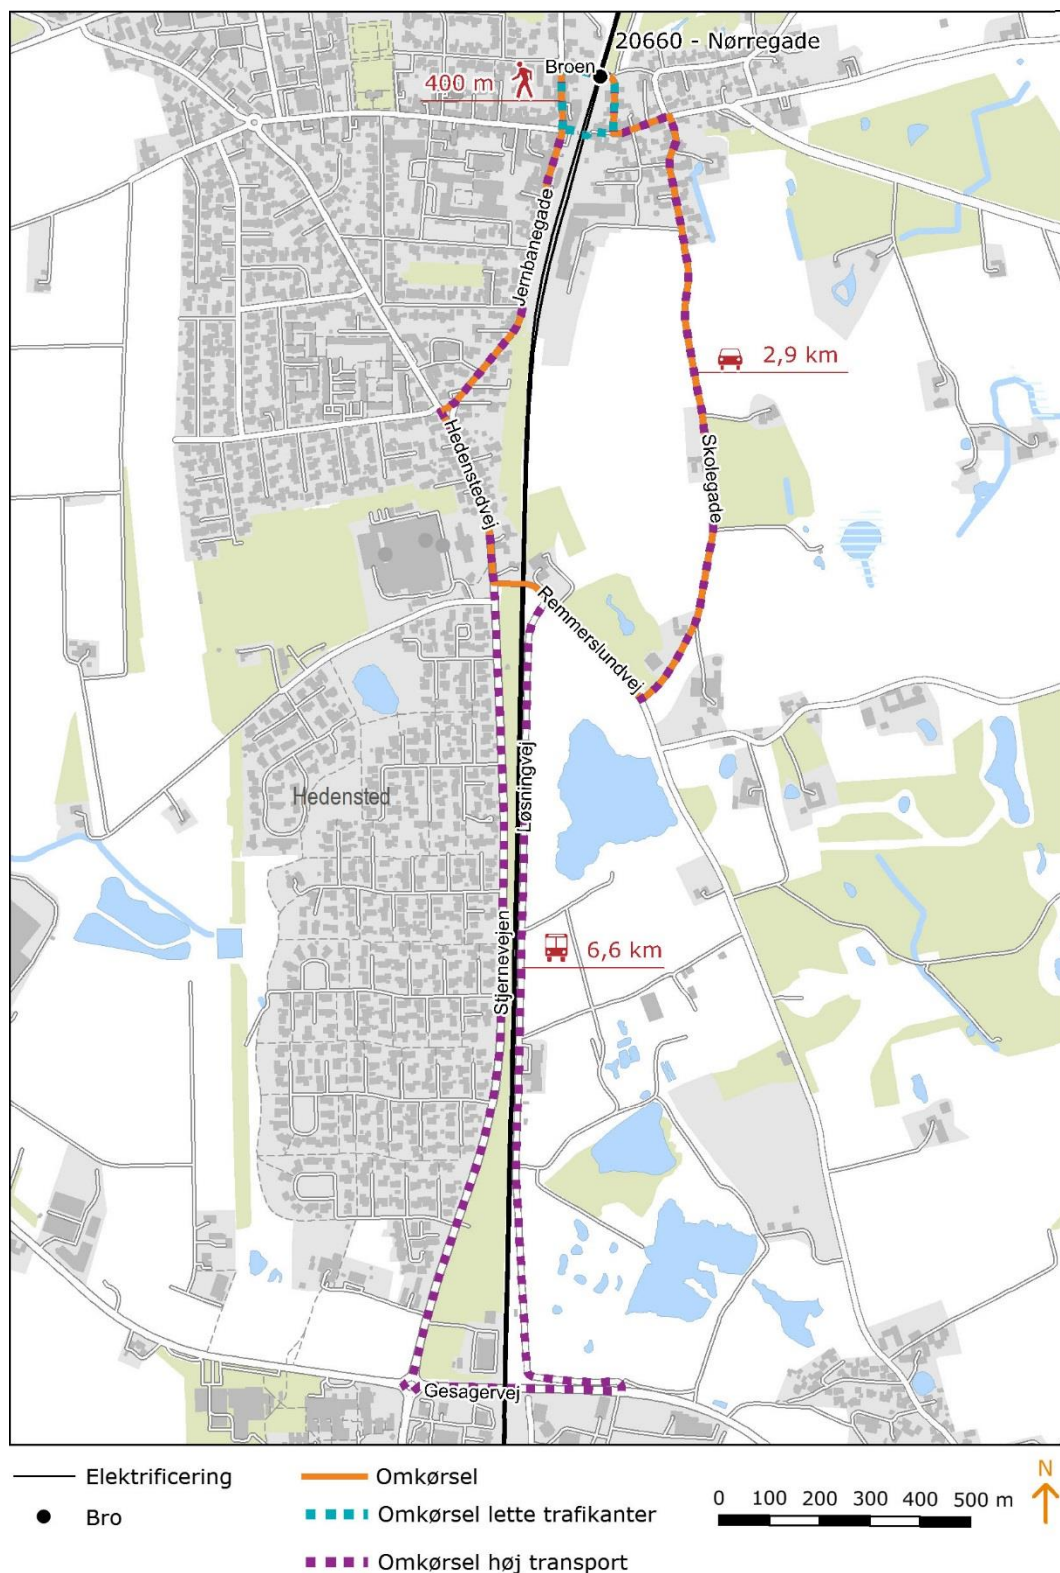 20660 - Nørregade
Broen
400 m
Jernbanegade
2,9 km
Hedenstedvej
Skolegade
Remmerslundvej
Løsningvej
Hedensted
Stjernevejen
6,6 km
Gesagervej
Elektrificering
Omkørsel
N
Bro
Omkørsel lette trafikanter
0 100 200 300 400 500 m
Omkørsel høj transport